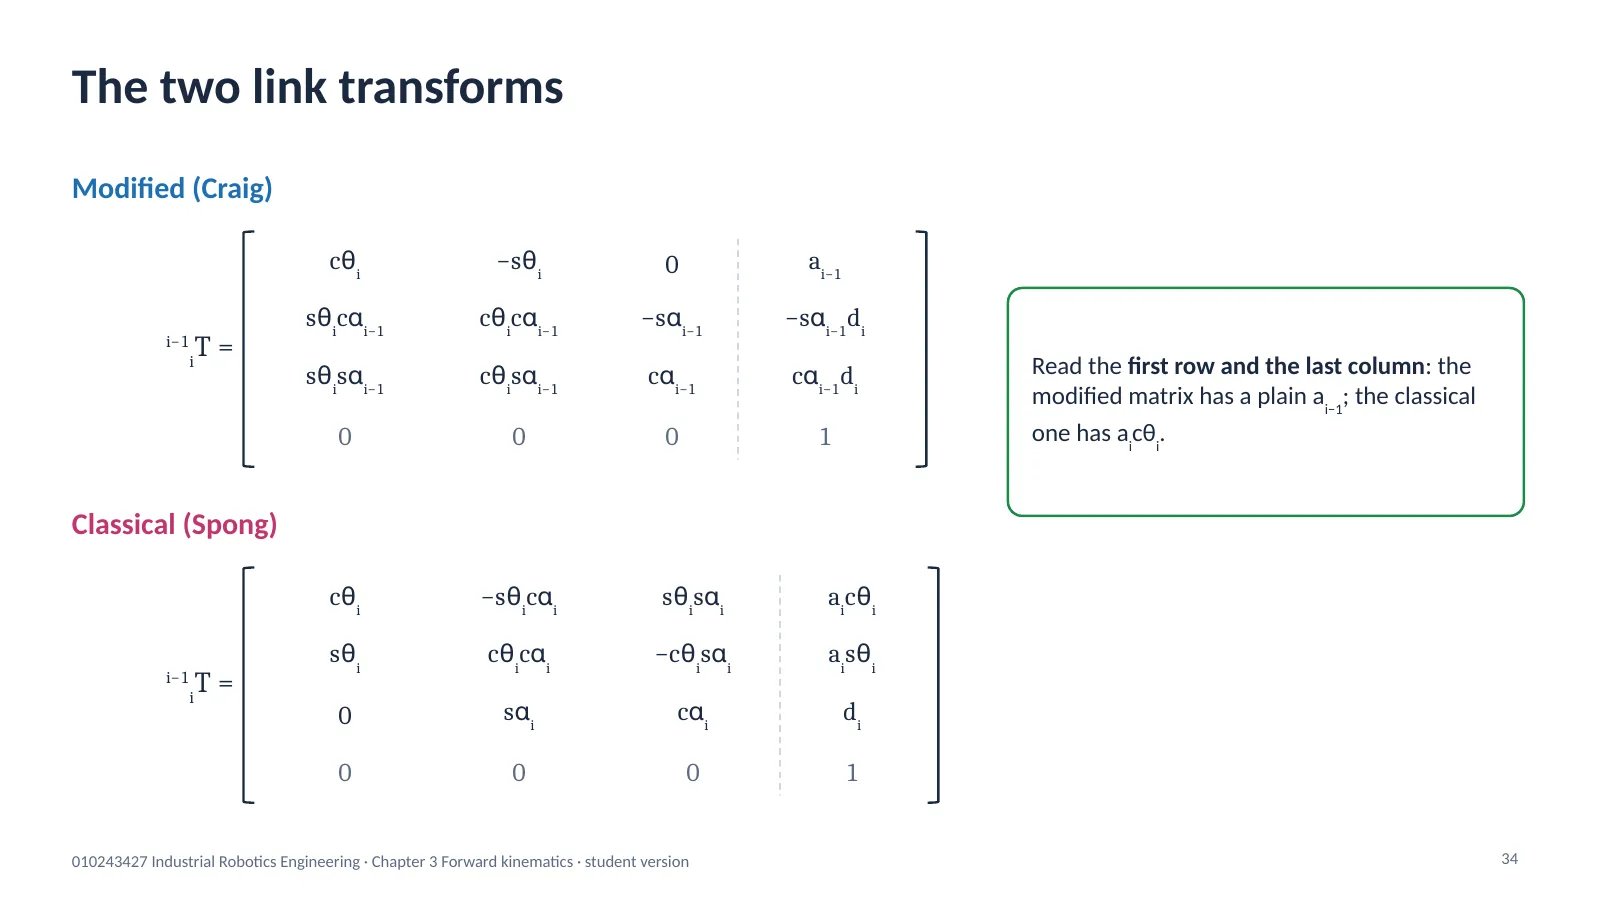 The two link transforms
Modified (Craig)
cθi −sθi 0 ai−1
sθicαi−1 cθicαi−1 −sαi−1 −sαi−1di
i−1iT =
sθisαi−1 cθisαi−1 cαi−1 cαi−1di
0 0 0 1
Read the first row and the last column: the
modified matrix has a plain ai−1; the classical
one has aicθi.
Classical (Spong)
cθi −sθicαi sθisαi aicθi
sθi cθicαi −cθisαi aisθi
i−1iT =
0 sαi cαi di
0 0 0 1
010243427 Industrial Robotics Engineering · Chapter 3 Forward kinematics · student version
34